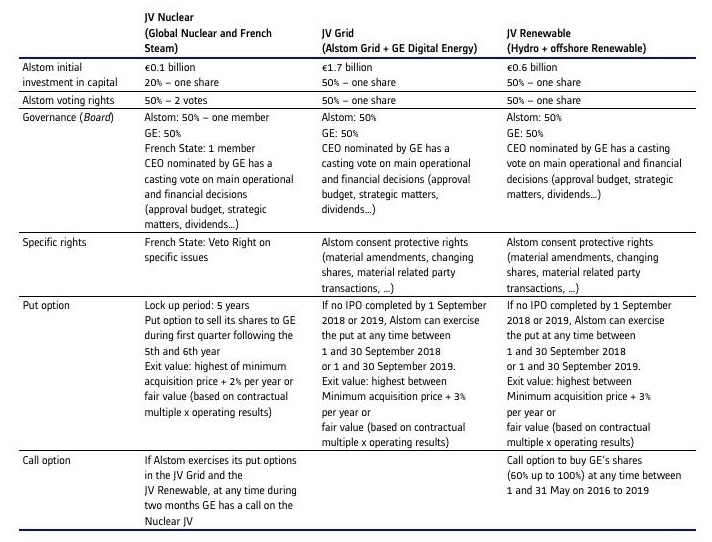 JV Nuclear
(Global Nuclear and French
Steam)
JV Grid
(Alstom Grid + GE Digital Energy)
JV Renewable
(Hydro + offshore Renewable)
Alstom initial
investment in capital
€0.1 billion
20% – one share
€1.7 billion
50% – one share
€0.6 billion
50% – one share
Alstom voting rights
50% – 2 votes
50% – one share
50% – one share
Governance (Board)
Alstom: 50% – one member
GE: 50%
French State: 1 member
CEO nominated by GE has a
casting vote on main operational
and financial decisions
(approval budget, strategic
matters, dividends…)
Alstom: 50%
GE: 50%
CEO nominated by GE has a
casting vote on main operational
and financial decisions (approval
budget, strategic matters,
dividends…)
Alstom: 50%
GE: 50%
CEO nominated by GE has a casting
vote on main operational and financial
decisions (approval budget, strategic
matters, dividends…)
Specific rights
French State: Veto Right on
specific issues
Alstom consent protective rights
(material amendments, changing
shares, material related party
transactions, …)
Alstom consent protective rights
(material amendments, changing
shares, material related party
transactions, …)
Put option
Lock up period: 5 years
Put option to sell its shares to GE
during first quarter following the
5th and 6th year
Exit value: highest of minimum
acquisition price + 2% per year or
fair value (based on contractual
multiple x operating results)
If no IPO completed by 1 September
2018 or 2019, Alstom can exercise
the put at any time between
1 and 30 September 2018
or 1 and 30 September 2019.
Exit value: highest between
Minimum acquisition price + 3%
per year or
fair value (based on contractual
multiple x operating results)
If no IPO completed by 1 September
2018 or 2019, Alstom can exercise
the put at any time between
1 and 30 September 2018
or 1 and 30 September 2019.
Exit value: highest between
Minimum acquisition price + 3%
per year or
fair value (based on contractual
multiple x operating results)
Call option
If Alstom exercises its put options
in the JV Grid and the
JV Renewable, at any time during
two months GE has a call on the
Nuclear JV
Call option to buy GE's shares
(60% up to 100%) at any time between
1 and 31 May on 2016 to 2019